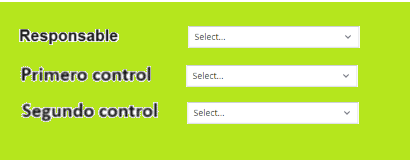 Responsable Select...
Primero control Select...
Segundo control Select...